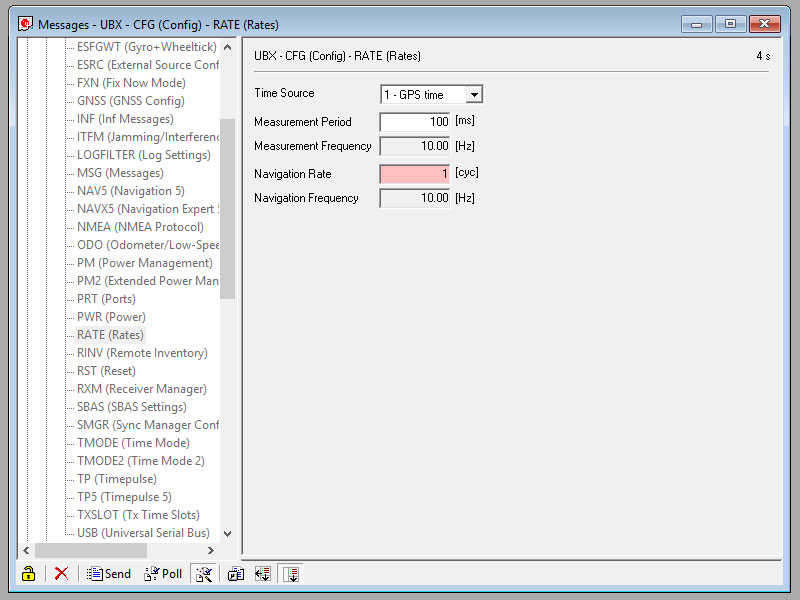 Messages - UBX - CFG (Config) - RATE (Rates)
ESFGWT (Gyro+Wheeltick)
ESRC (External Source Conf
FXN (Fix Now Mode)
GNSS (GNSS Config)
INF (Inf Messages)
ITFM (Jamming/Interferenc
LOGFILTER (Log Settings)
MSG (Messages)
NAV5 (Navigation 5)
NAVX5 (Navigation Expert
NMEA (NMEA Protocol)
ODO (Odometer/Low-Spee
PM (Power Management)
PM2 (Extended Power Man
PRT (Ports)
PWR (Power)
RATE (Rates)
RINV (Remote Inventory)
RST (Reset)
RXM (Receiver Manager)
SBAS (SBAS Settings)
SMGR (Sync Manager Conf
TMODE (Time Mode)
TMODE2 (Time Mode 2)
TP (Timepulse)
TP5 (Timepulse 5)
TXSLOT (Tx Time Slots)
USB (Universal Serial Bus)
UBX - CFG (Config) - RATE (Rates) 4 s
Time Source 1 - GPS time
Measurement Period 100 [ms]
Measurement Frequency 10.00 [Hz]
Navigation Rate 1 [cyc]
Navigation Frequency 10.00 [Hz]
Send Poll